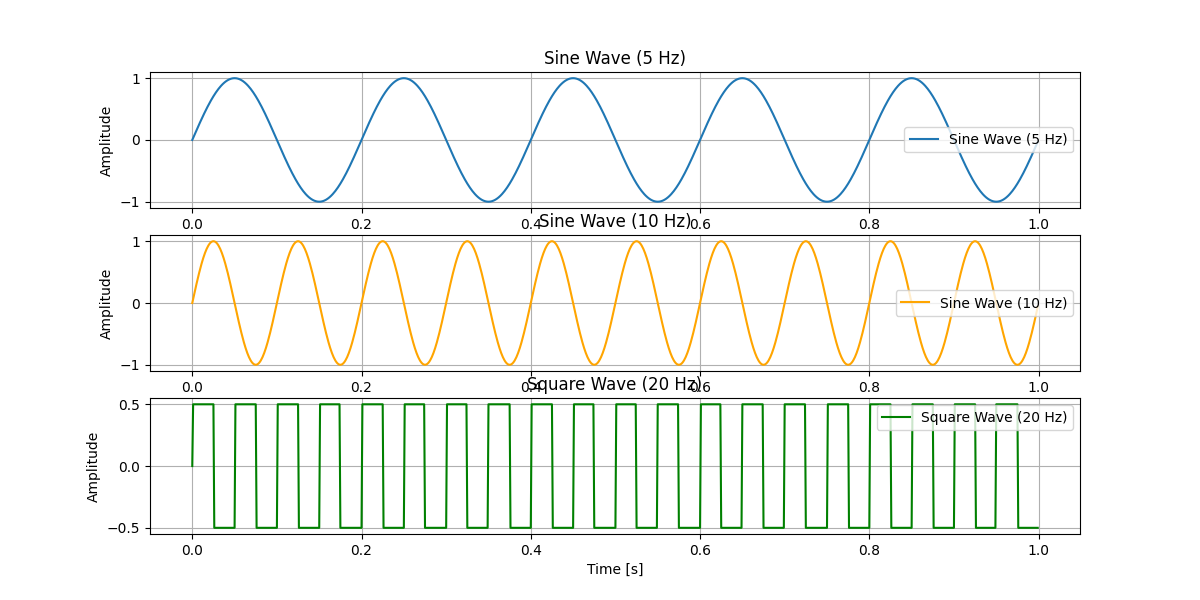 Sine Wave (5 Hz)
1
0
−1
Amplitude
Sine Wave (5 Hz)
0.0 0.2 0.4 0.6 0.8 1.0
Sine Wave (10 Hz)
1
0
−1
Amplitude
Sine Wave (10 Hz)
0.0 0.2 0.4 0.6 0.8 1.0
Square Wave (20 Hz)
0.5
0.0
−0.5
Amplitude
Square Wave (20 Hz)
0.0 0.2 0.4 0.6 0.8 1.0
Time [s]